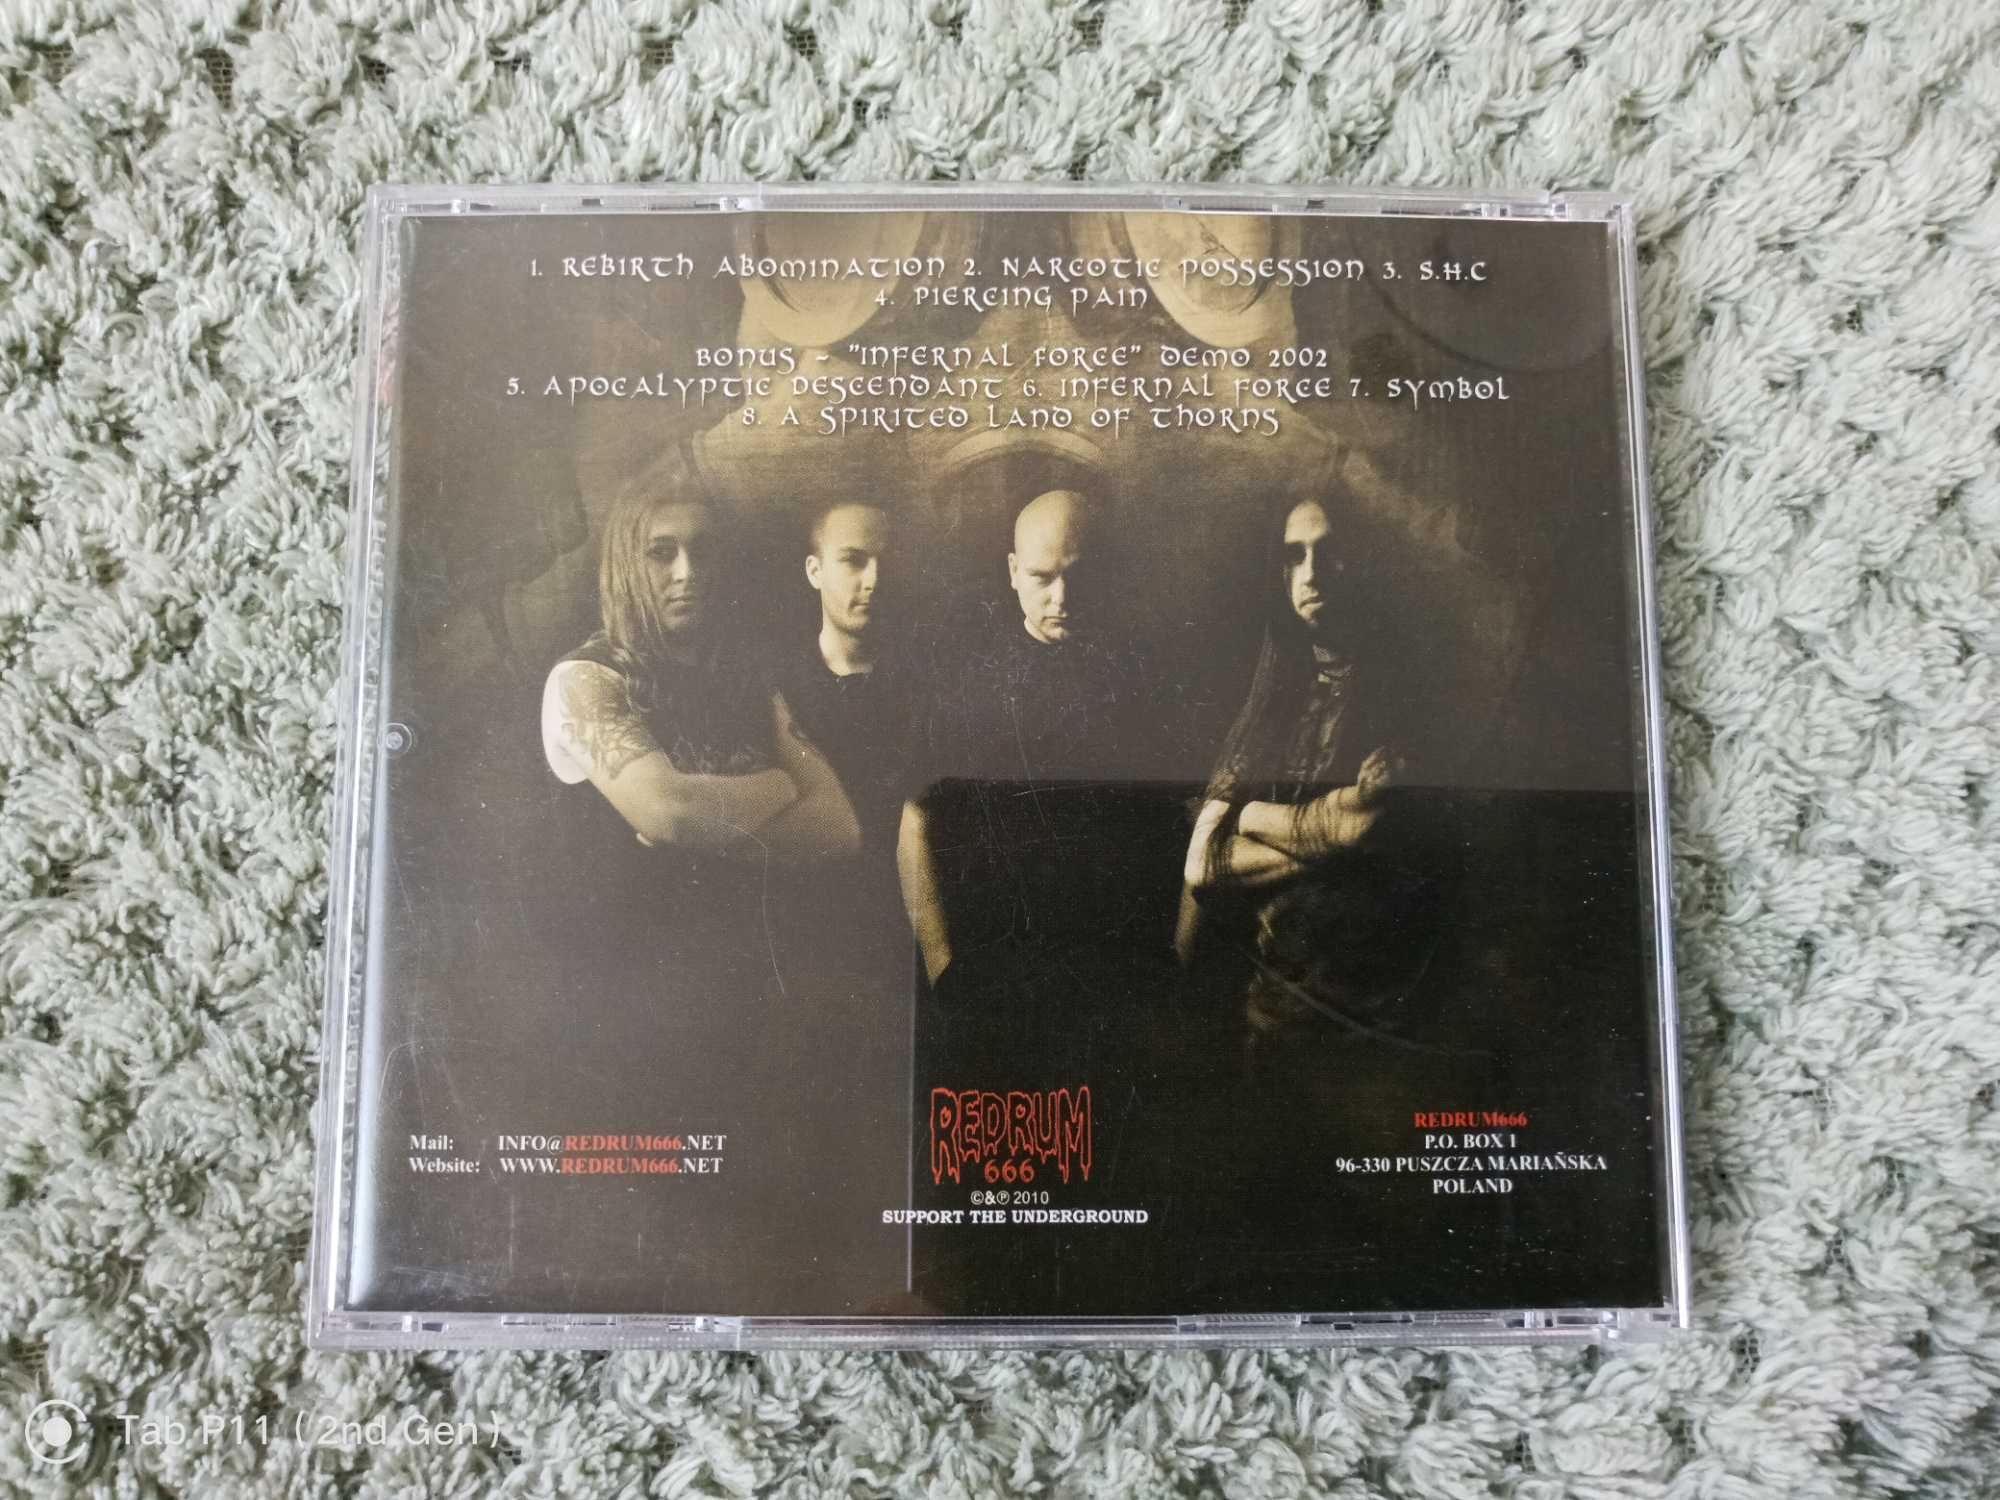 1. REBIRTH ABOMINATION 2. NARCOTIC POSSESSION 3. S.H.C
4. PIERCING PAIN
BONUS - "INFERNAL FORCE" DEMO 2002
5. APOCALYPTIC DESCENDANT 6. INFERNAL FORCE 7. SYMBOL
8. A SPIRITED LAND OF THORNS
Mail: INFO@REDRUM666.NET
Website: WWW.REDRUM666.NET
REDRUM
666
©&℗ 2010
SUPPORT THE UNDERGROUND
REDRUM666
P.O. BOX 1
96-330 PUSZCZA MARIAŃSKA
POLAND
Tab P11 (2nd Gen)